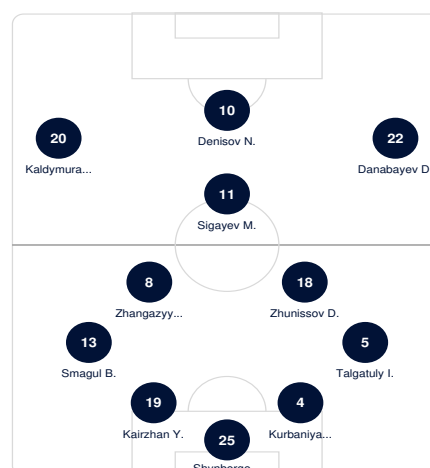 10
Denisov N.
20
22
Kaldymura...
Danabayev D
11
Sigayev M.
8
18
Zhangazyy...
Zhunissov D.
13
5
Smagul B.
Talgatuly I.
19
4
Kairzhan Y.
Kurbaniya...
25